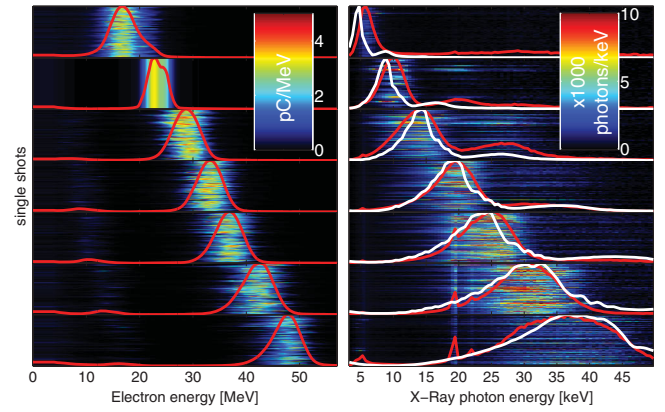 single shots
4
2
0
pC/MeV
0 10 20 30 40 50
Electron energy [MeV]
10
5
0
x1000
photons/keV
5 10 15 20 25 30 35 40 45
X-Ray photon energy [keV]